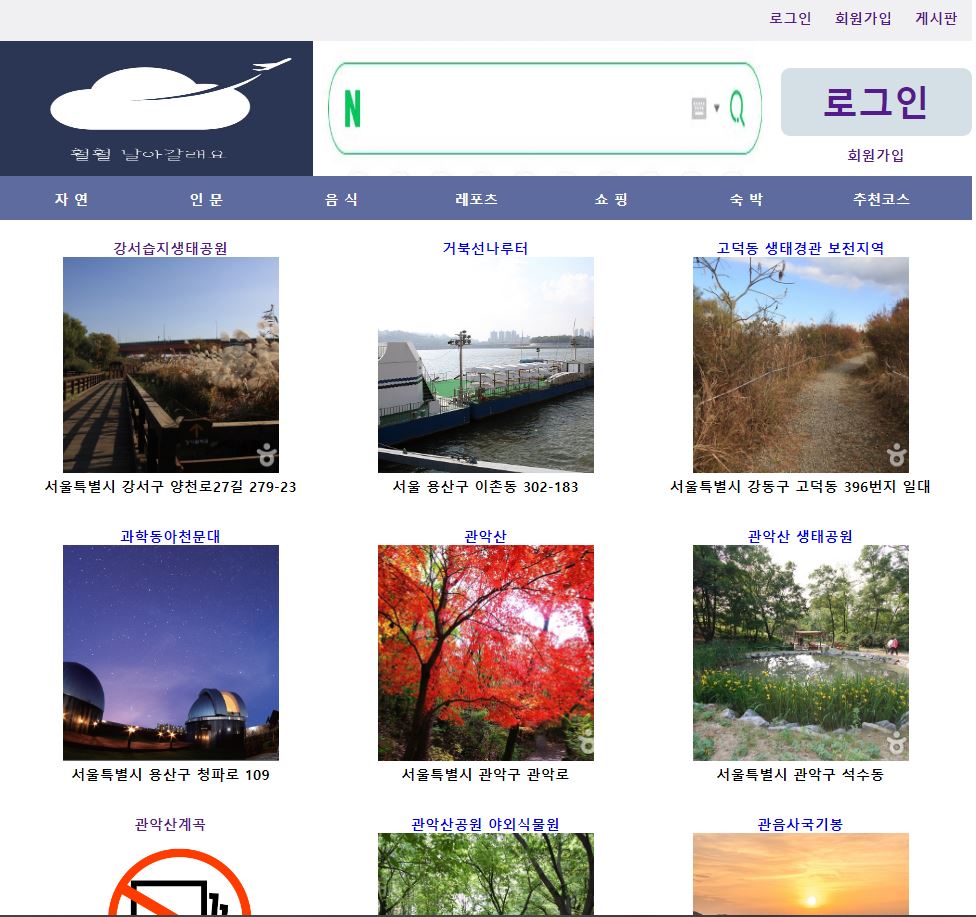 로그인 회원가입 게시판
훨훨 날아갈래요
N
로그인
회원가입
자 연 인 문 음 식 레포츠 쇼 핑 숙 박 추천코스
강서습지생태공원 거북선나루터 고덕동 생태경관 보전지역
서울특별시 강서구 양천로27길 279-23 서울 용산구 이촌동 302-183 서울특별시 강동구 고덕동 396번지 일대
과학동아천문대 관악산 관악산 생태공원
서울특별시 용산구 청파로 109 서울특별시 관악구 관악로 서울특별시 관악구 석수동
관악산계곡 관악산공원 야외식물원 관음사국기봉